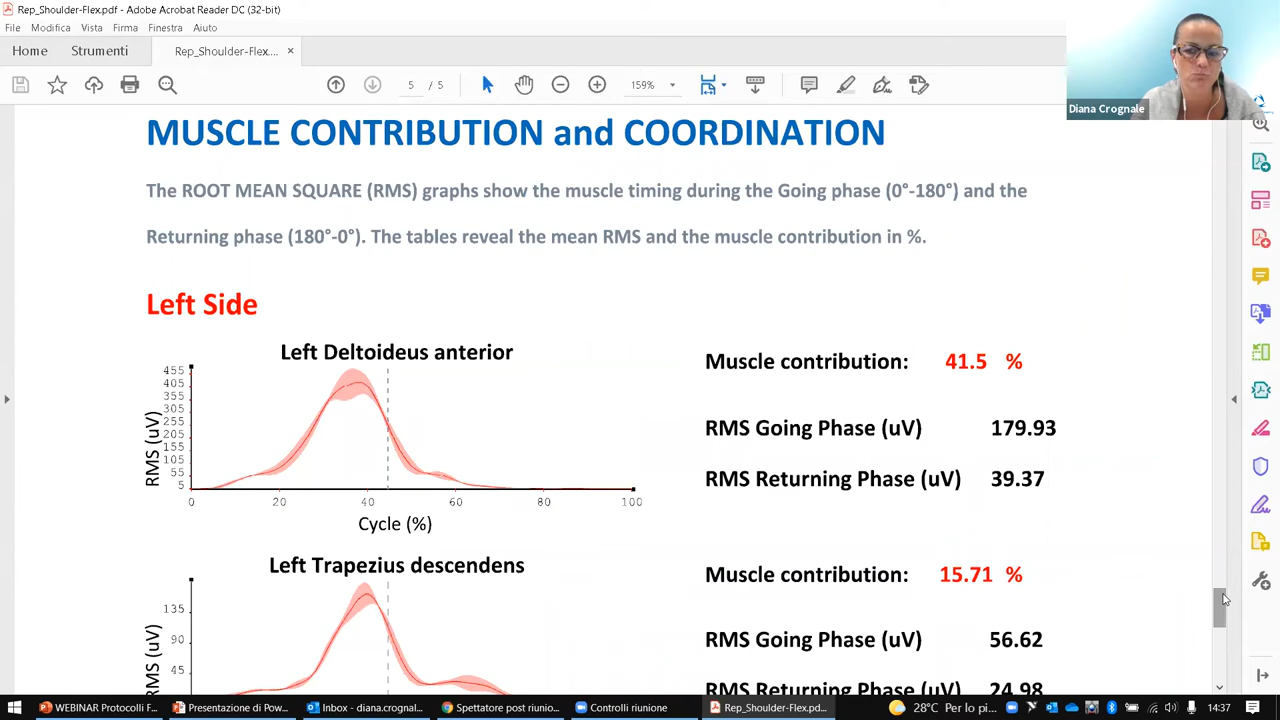 Rep_Shoulder-Flex.pdf - Adobe Acrobat Reader DC (32-bit)
File Modifica Vista Firma Finestra Aiuto
Home Strumenti Rep_Shoulder-Flex.... ×
5 / 5 159%
Diana Crognale
MUSCLE CONTRIBUTION and COORDINATION
The ROOT MEAN SQUARE (RMS) graphs show the muscle timing during the Going phase (0°-180°) and the
Returning phase (180°-0°). The tables reveal the mean RMS and the muscle contribution in %.
Left Side
Left Deltoideus anterior
RMS (uV)
455
405
355
305
255
205
155
105
55
5
0 20 40 60 80 100
Cycle (%)
Muscle contribution: 41.5 %
RMS Going Phase (uV) 179.93
RMS Returning Phase (uV) 39.37
Left Trapezius descendens
RMS (uV)
135
90
45
Muscle contribution: 15.71 %
RMS Going Phase (uV) 56.62
RMS Returning Phase (uV) 24.98
WEBINAR Protocolli F... Presentazione di Pow... Inbox - diana.crognal... Spettatore post riunio... Controlli riunione Rep_Shoulder-Flex.pd... 28°C Per lo pi... 14:37